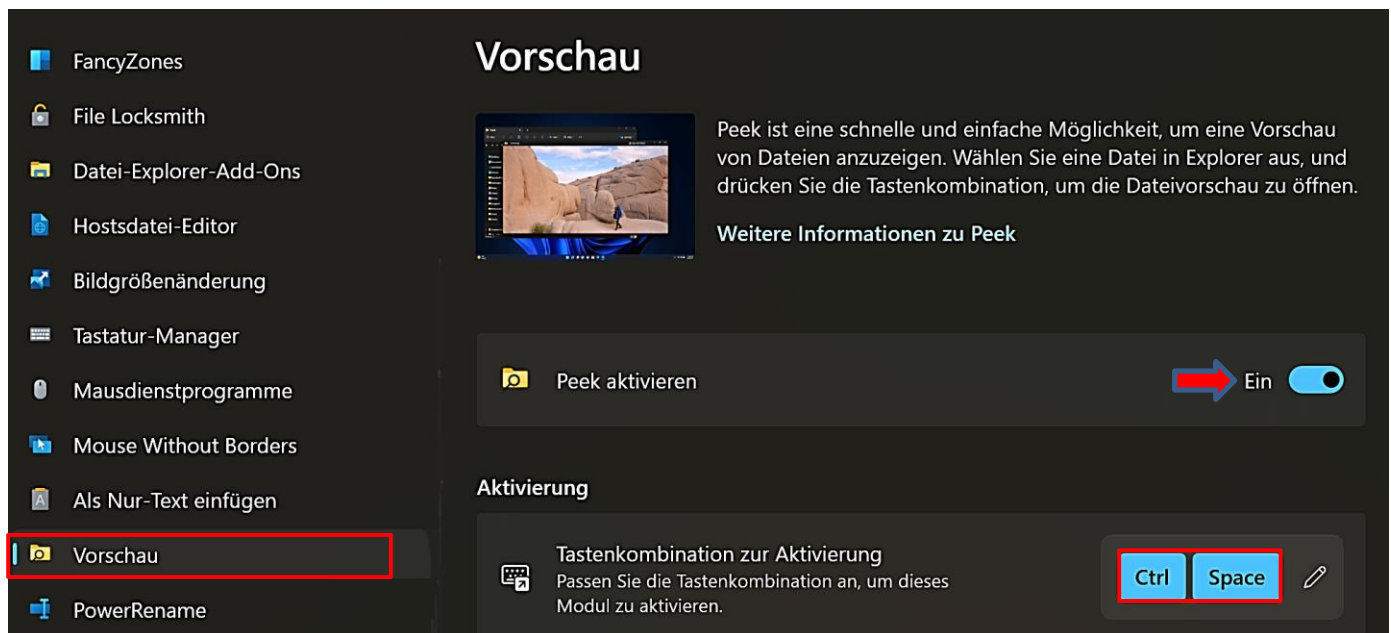 FancyZones
File Locksmith
Datei-Explorer-Add-Ons
Hostsdatei-Editor
Bildgrößenänderung
Tastatur-Manager
Mausdienstprogramme
Mouse Without Borders
Als Nur-Text einfügen
Vorschau
PowerRename
Vorschau
Peek ist eine schnelle und einfache Möglichkeit, um eine Vorschau
von Dateien anzuzeigen. Wählen Sie eine Datei in Explorer aus, und
drücken Sie die Tastenkombination, um die Dateivorschau zu öffnen.
Weitere Informationen zu Peek
Peek aktivieren
Ein
Aktivierung
Tastenkombination zur Aktivierung
Passen Sie die Tastenkombination an, um dieses
Modul zu aktivieren.
Ctrl Space